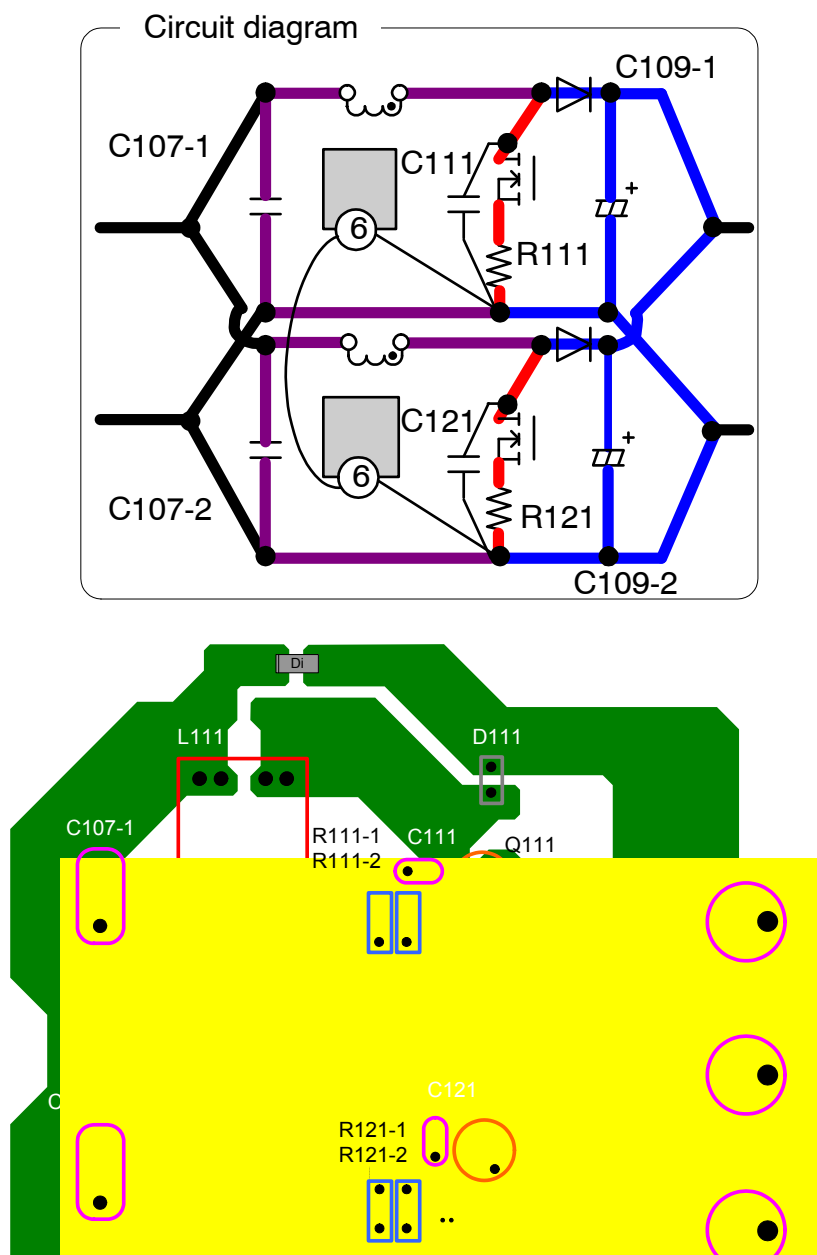 Circuit diagram
C109-1
C107-1
C111
6
R111
C121
6
C107-2
R121
C109-2
+
+
Di
L111
D111
C107-1
R111-1
C111
Q111
R111-2
C
C121
R121-1
R121-2